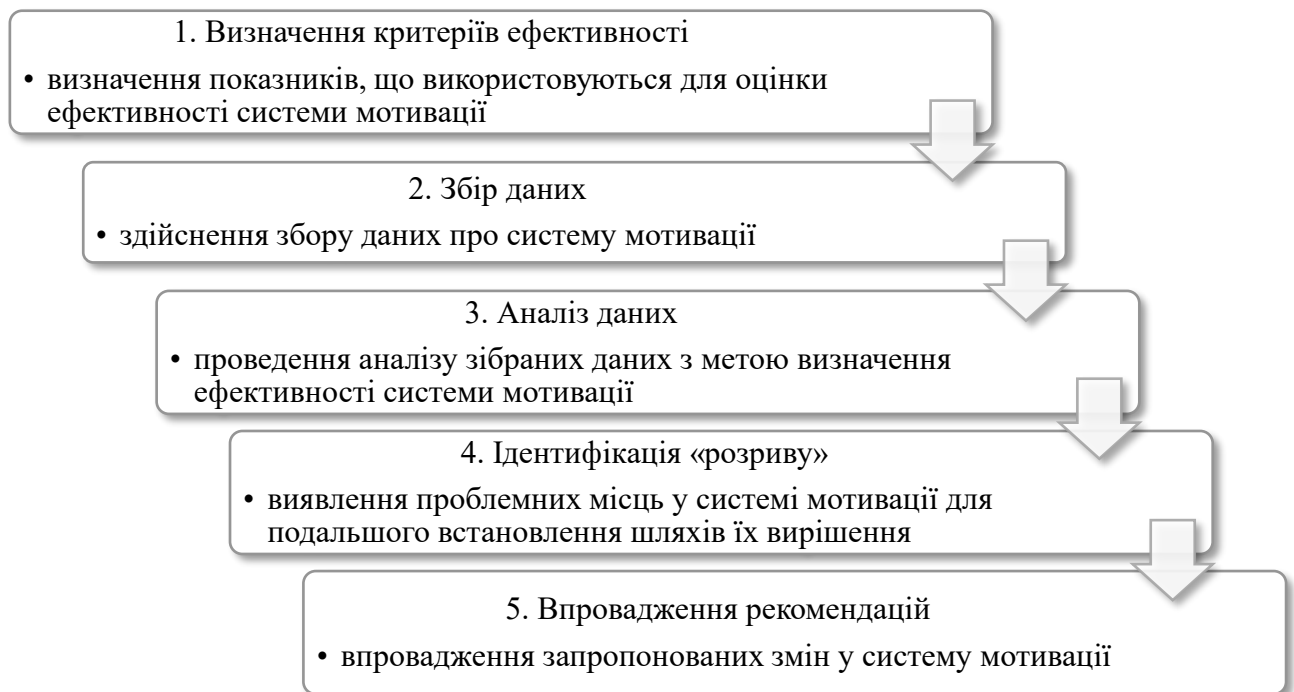 1. Визначення критеріїв ефективності
• визначення показників, що використовуються для оцінки
ефективності системи мотивації
2. Збір даних
• здійснення збору даних про систему мотивації
3. Аналіз даних
• проведення аналізу зібраних даних з метою визначення
ефективності системи мотивації
4. Ідентифікація «розриву»
• виявлення проблемних місць у системі мотивації для
подальшого встановлення шляхів їх вирішення
5. Впровадження рекомендацій
• впровадження запропонованих змін у систему мотивації